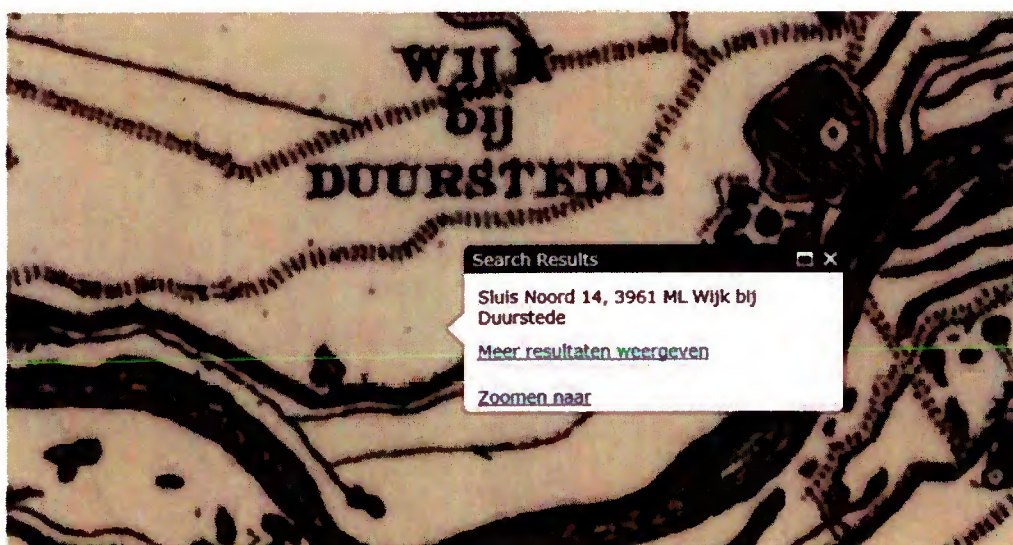 WIJK
bij
DUURSTEDE
Search Results
Sluis Noord 14, 3961 ML Wijk bij
Duurstede
Meer resultaten weergeven
Zoomen naar